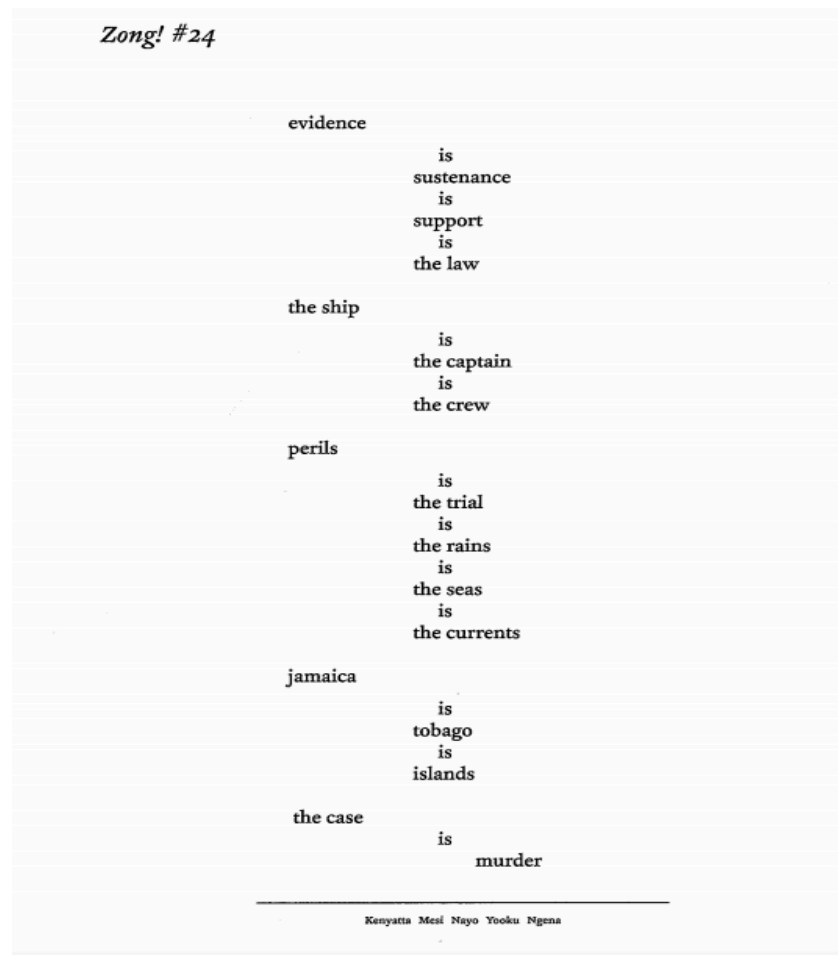 Zong! #24
evidence
is
sustenance
is
support
is
the law
the ship
is
the captain
is
the crew
perils
is
the trial
is
the rains
is
the seas
is
the currents
jamaica
is
tobago
is
islands
the case
is
murder
Kenyatta Mesi Nayo Yooku Ngena